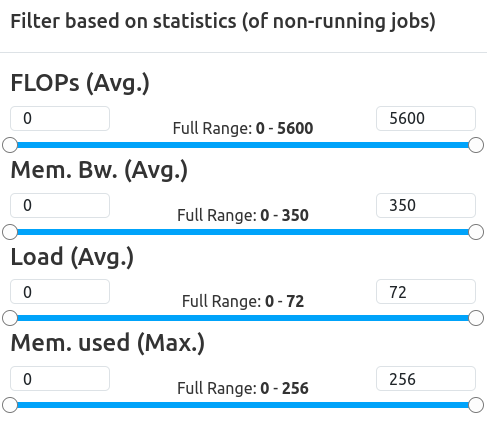 Filter based on statistics (of non-running jobs)
FLOPs (Avg.)
0 Full Range: 0 - 5600 5600
Mem. Bw. (Avg.)
0 Full Range: 0 - 350 350
Load (Avg.)
0 Full Range: 0 - 72 72
Mem. used (Max.)
0 Full Range: 0 - 256 256